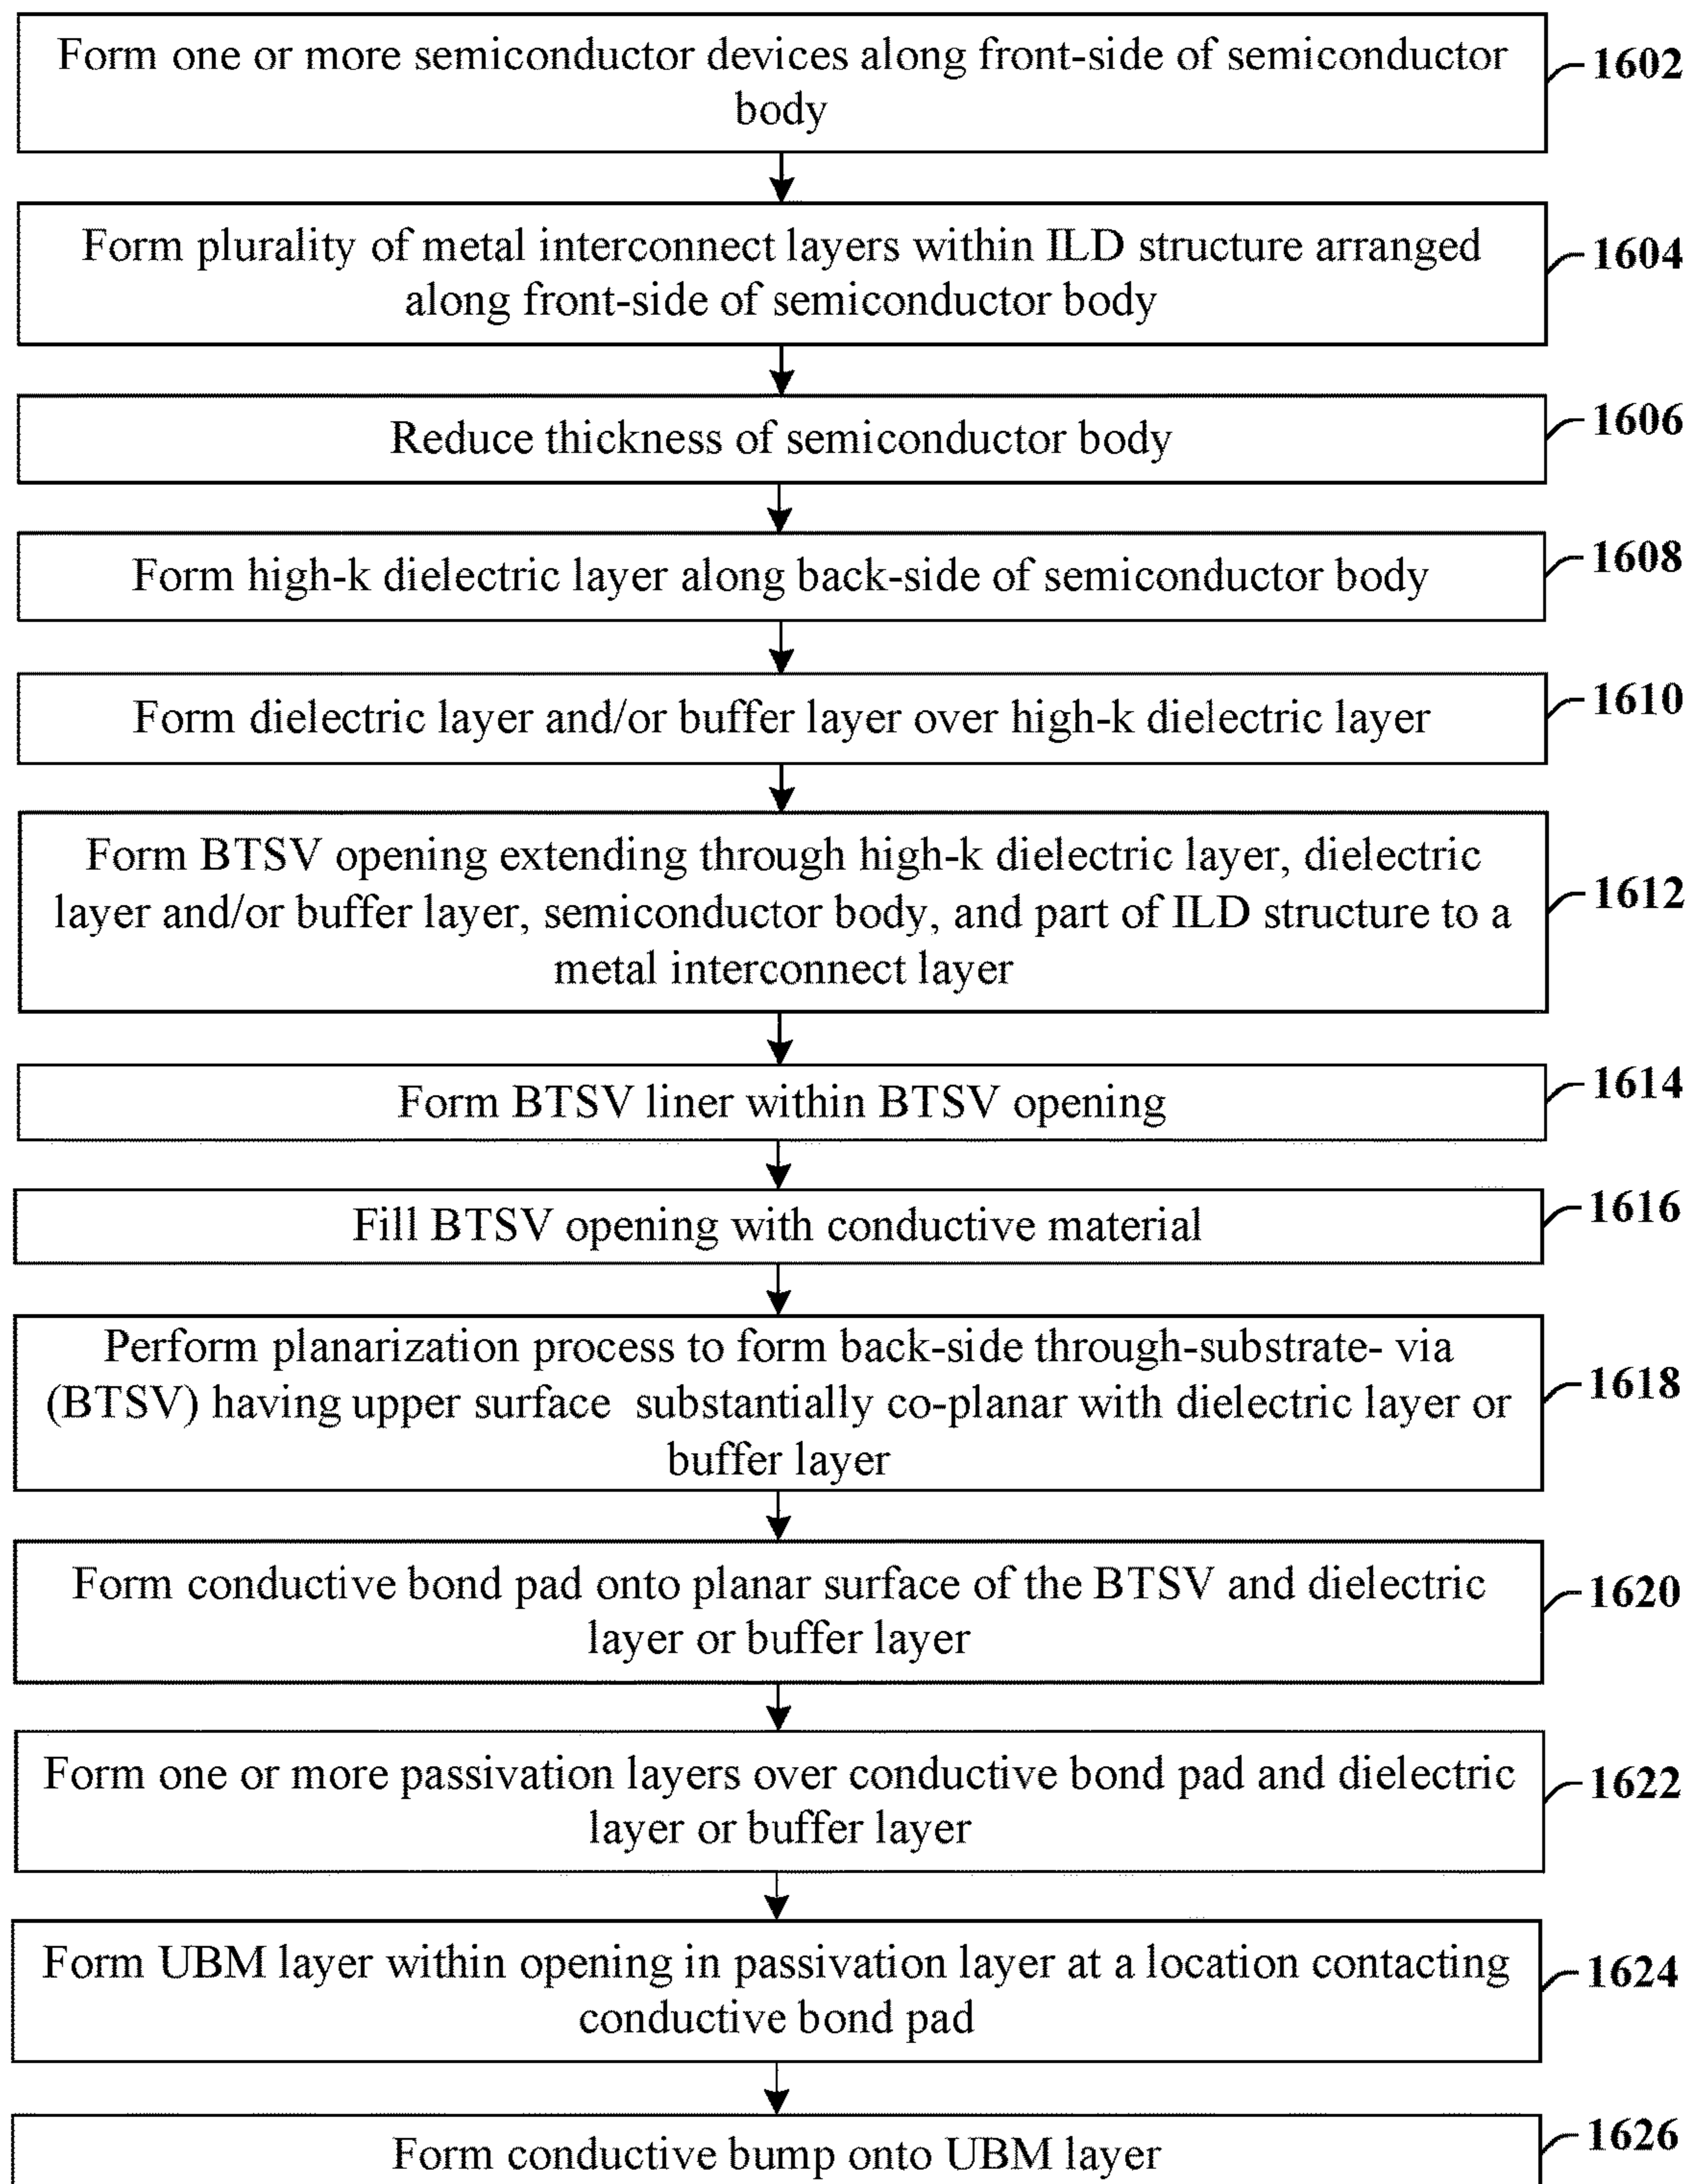 Form one or more semiconductor devices along front-side of semiconductor
body
1602
Form plurality of metal interconnect layers within ILD structure arranged
along front-side of semiconductor body
1604
Reduce thickness of semiconductor body
1606
Form high-k dielectric layer along back-side of semiconductor body
1608
Form dielectric layer and/or buffer layer over high-k dielectric layer
1610
Form BTSV opening extending through high-k dielectric layer, dielectric
layer and/or buffer layer, semiconductor body, and part of ILD structure to a
metal interconnect layer
1612
Form BTSV liner within BTSV opening
1614
Fill BTSV opening with conductive material
1616
Perform planarization process to form back-side through-substrate- via
(BTSV) having upper surface substantially co-planar with dielectric layer or
buffer layer
1618
Form conductive bond pad onto planar surface of the BTSV and dielectric
layer or buffer layer
1620
Form one or more passivation layers over conductive bond pad and dielectric
layer or buffer layer
1622
Form UBM layer within opening in passivation layer at a location contacting
conductive bond pad
1624
Form conductive bump onto UBM layer
1626